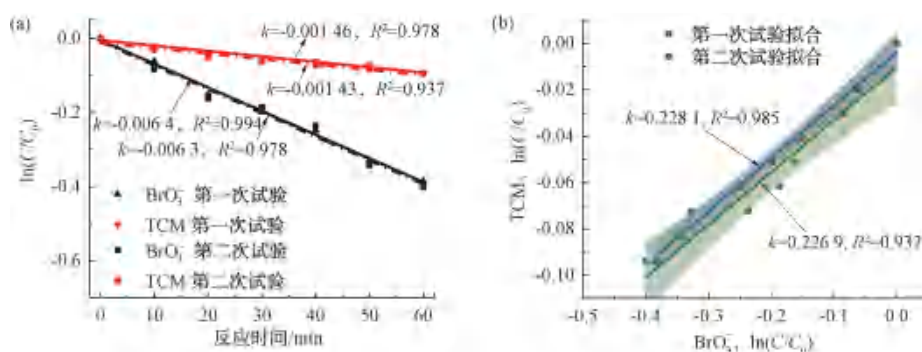 (a)
0.0
-0.2
-0.4
-0.6
ln(C/C₀)
k=-0.001 46, R²=0.978
k=-0.001 43, R²=0.937
k=-0.006 4, R²=0.994
k=-0.006 3, R²=0.978
BrO₃⁻ 第一次试验
TCM 第一次试验
BrO₃⁻ 第二次试验
TCM 第二次试验
0 10 20 30 40 50 60
反应时间/min
(b)
0.00
-0.02
-0.04
-0.06
-0.08
-0.10
TCM, ln(C/C₀)
第一次试验拟合
第二次试验拟合
k=0.228 1, R²=0.985
k=0.226 9, R²=0.937
-0.5 -0.4 -0.3 -0.2 -0.1 0.0
BrO₃⁻, ln(C/C₀)